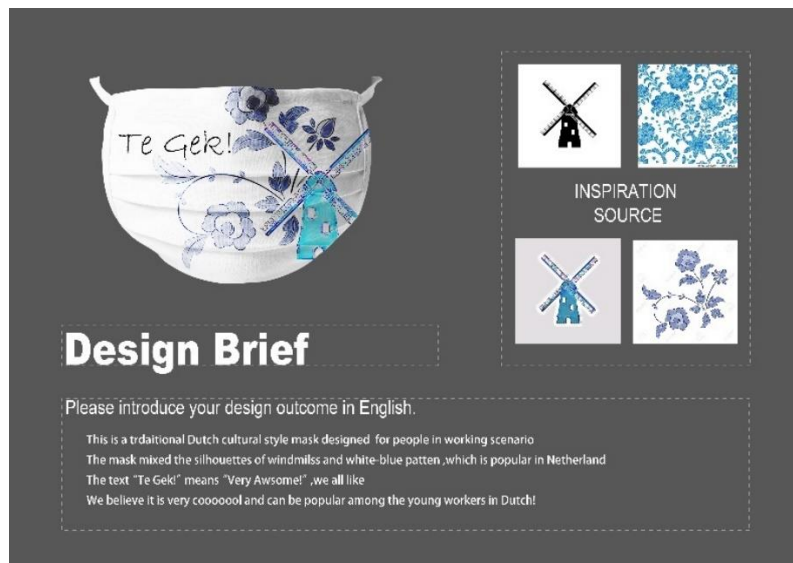 Te Gek!
INSPIRATION
SOURCE
Design Brief
Please introduce your design outcome in English.
This is a trdaitional Dutch cultural style mask designed for people in working scenario
The mask mixed the silhouettes of windmilss and white-blue patten ,which is popular in Netherland
The text "Te Gek!" means "Very Awsome!" ,we all like
We believe it is very cooooool and can be popular among the young workers in Dutch!